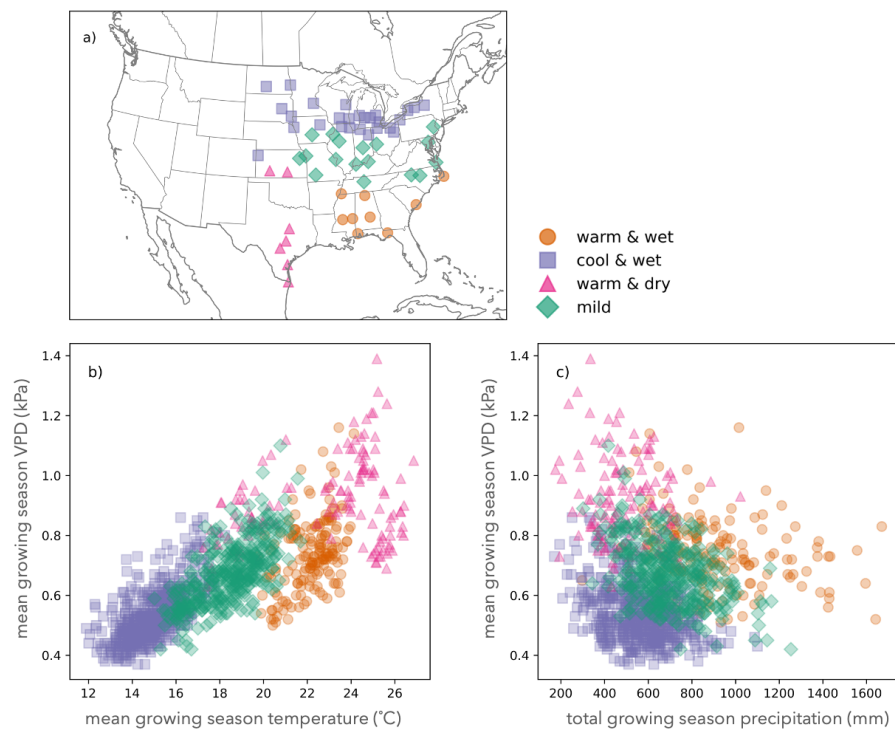 a)
warm & wet
cool & wet
warm & dry
mild
b)
mean growing season VPD (kPa)
1.4
1.2
1.0
0.8
0.6
0.4
12 14 16 18 20 22 24 26
mean growing season temperature (˚C)
c)
mean growing season VPD (kPa)
1.4
1.2
1.0
0.8
0.6
0.4
200 400 600 800 1000 1200 1400 1600
total growing season precipitation (mm)